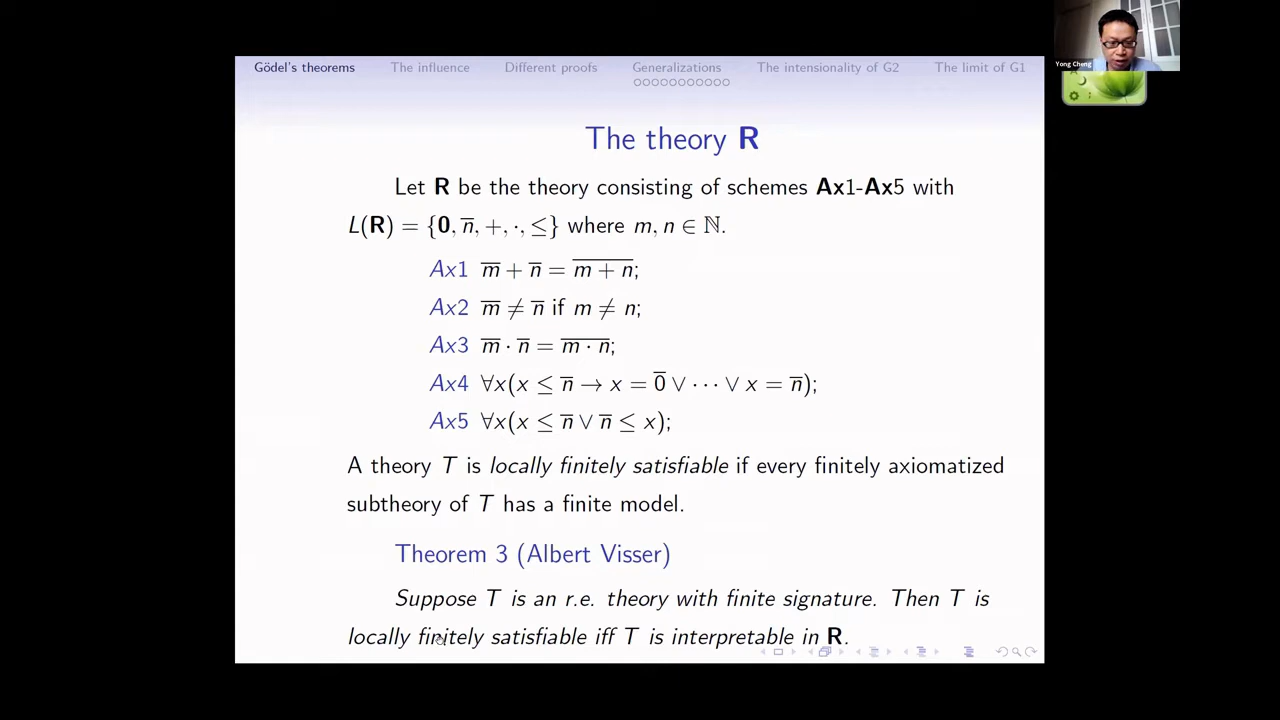 Yong Cheng
Gödel's theorems The influence Different proofs Generalizations The intensionality of G2 The limit of G1
The theory R
Let R be the theory consisting of schemes Ax1-Ax5 with
L(R) = {0, n̅, +, ·, ≤} where m, n ∈ ℕ.
Ax1 m̅ + n̅ = \overline{m + n};
Ax2 m̅ ≠ n̅ if m ≠ n;
Ax3 m̅ · n̅ = \overline{m · n};
Ax4 ∀x(x ≤ n̅ → x = 0̅ ∨ ··· ∨ x = n̅);
Ax5 ∀x(x ≤ n̅ ∨ n̅ ≤ x);
A theory T is locally finitely satisfiable if every finitely axiomatized
subtheory of T has a finite model.
Theorem 3 (Albert Visser)
Suppose T is an r.e. theory with finite signature. Then T is
locally finitely satisfiable iff T is interpretable in R.